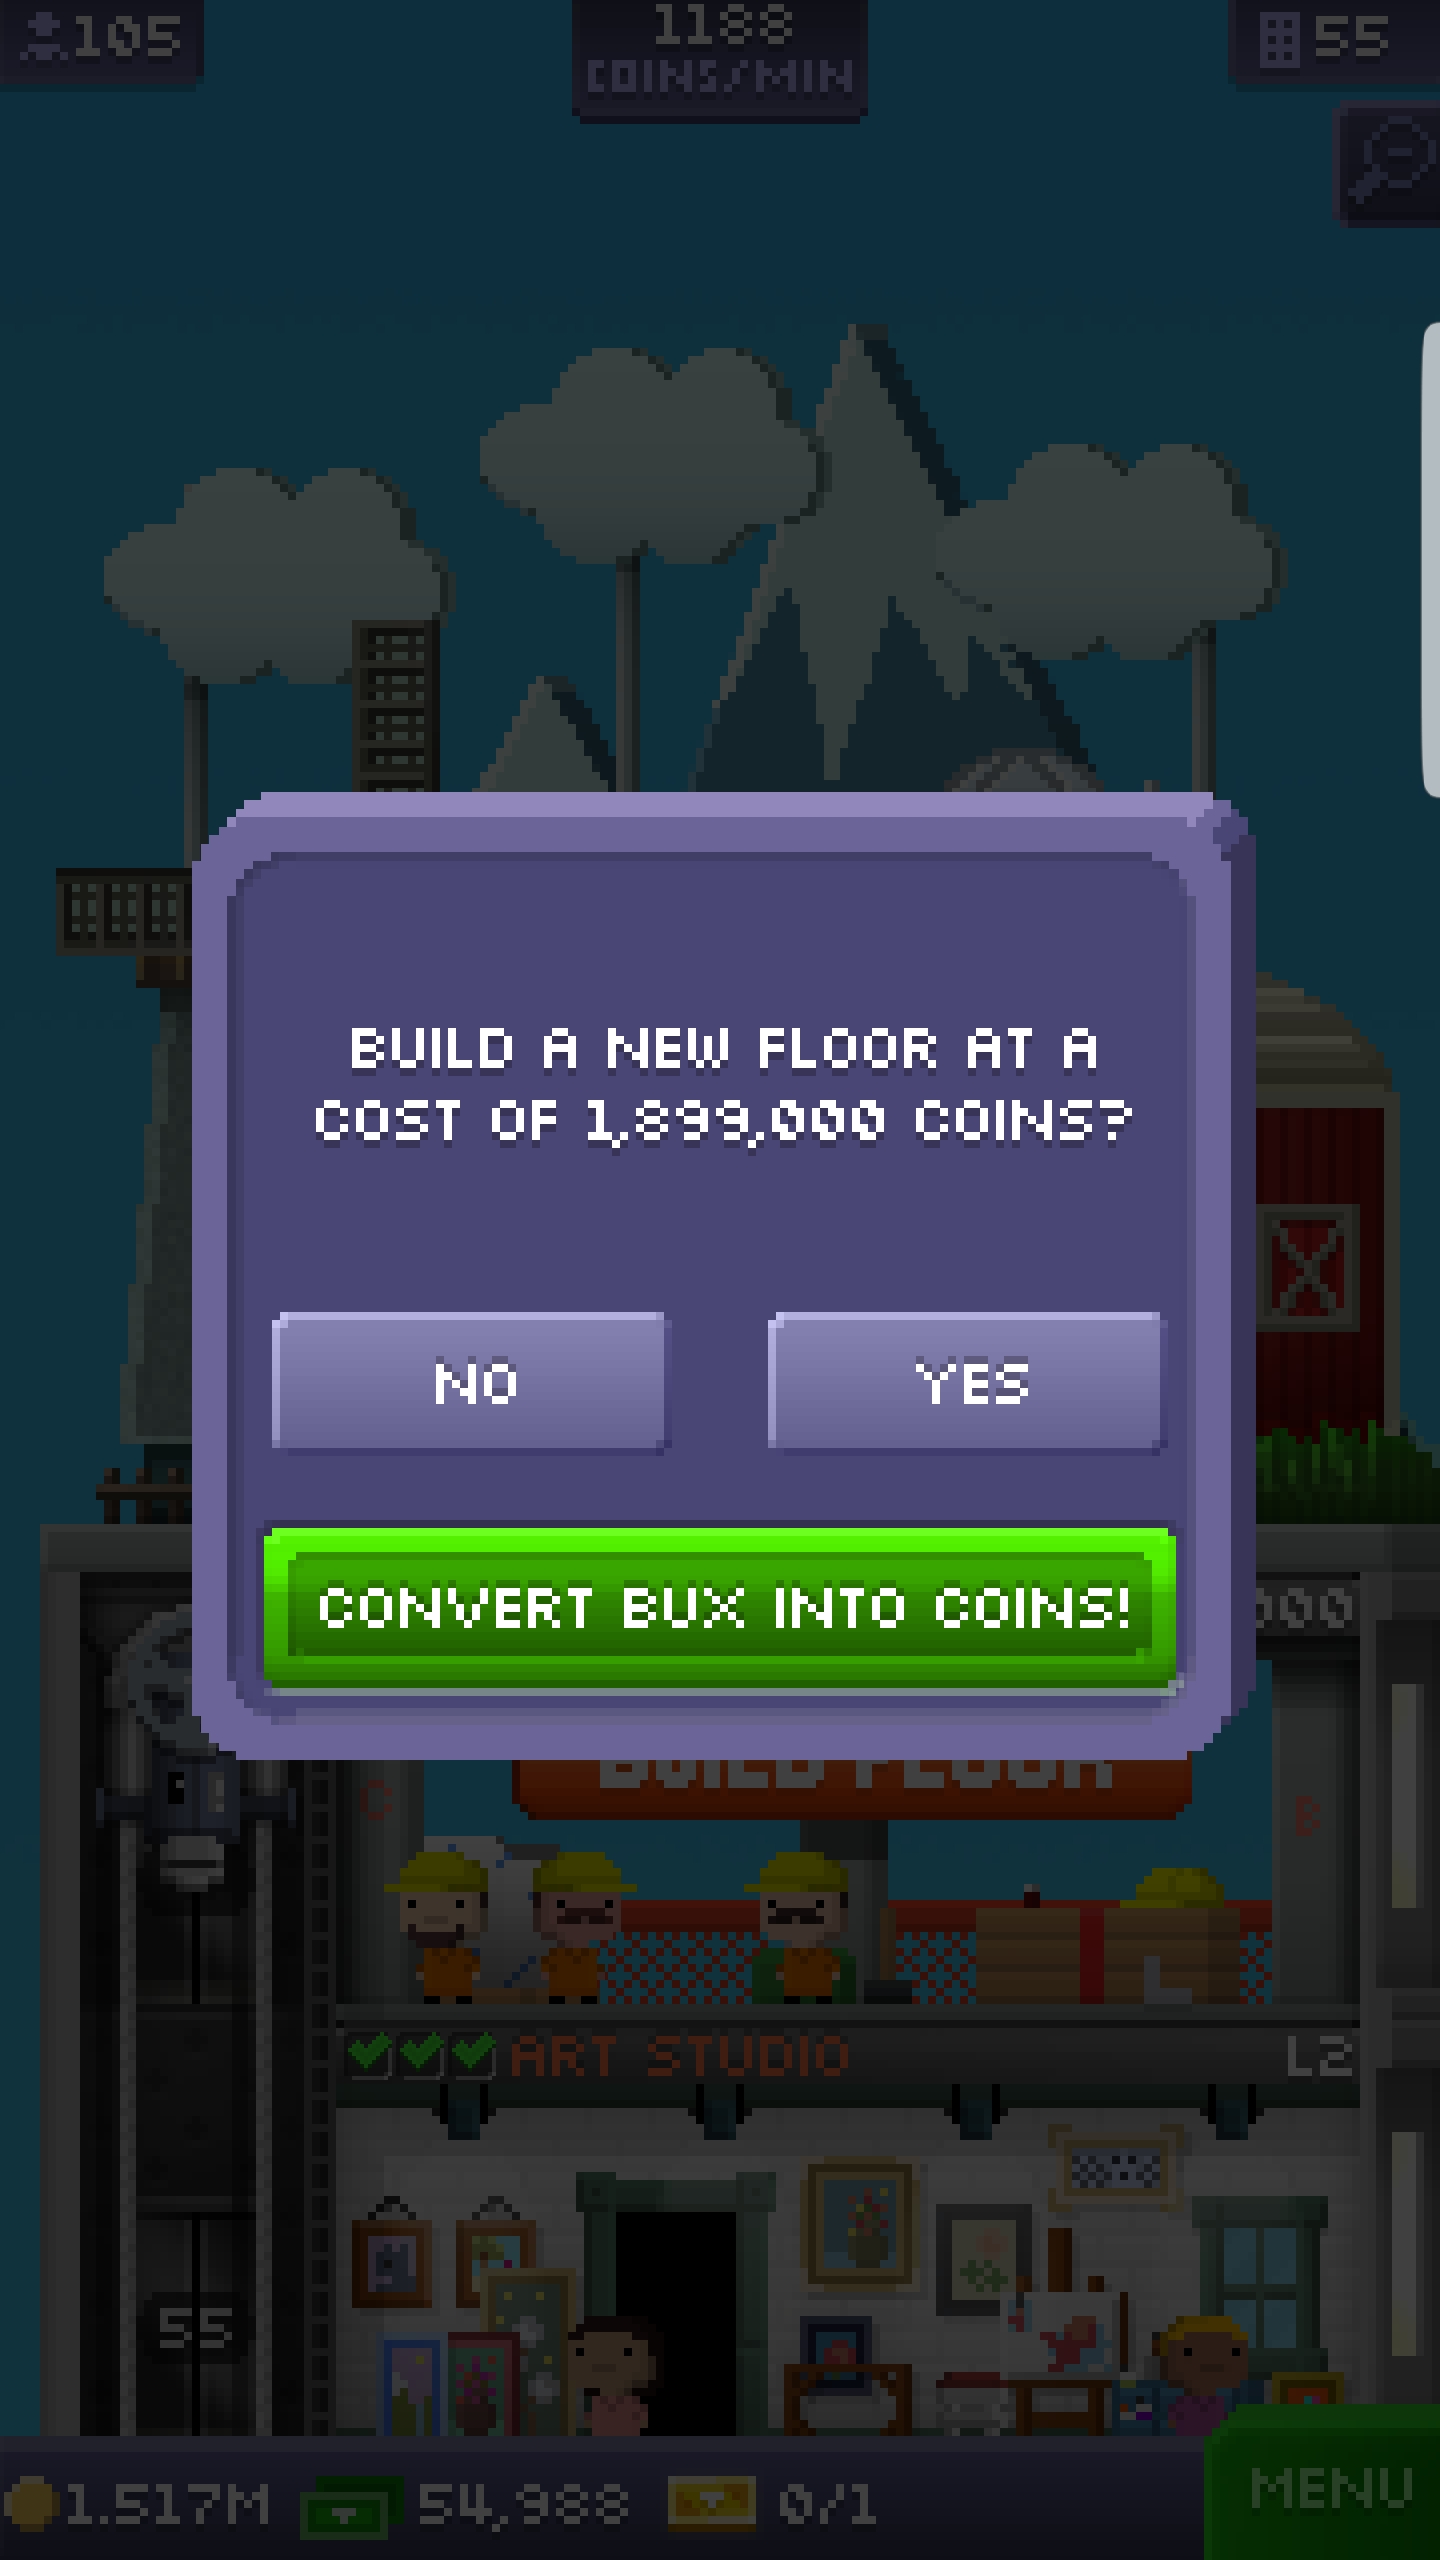 105
1188
COINS/MIN
55
BUILD A NEW FLOOR AT A
COST OF 1,899,000 COINS?
NO
YES
CONVERT BUX INTO COINS!
000
BUILD FLOOR
C
B
ART STUDIO
L2
55
1.517M
54,988
0/1
MENU